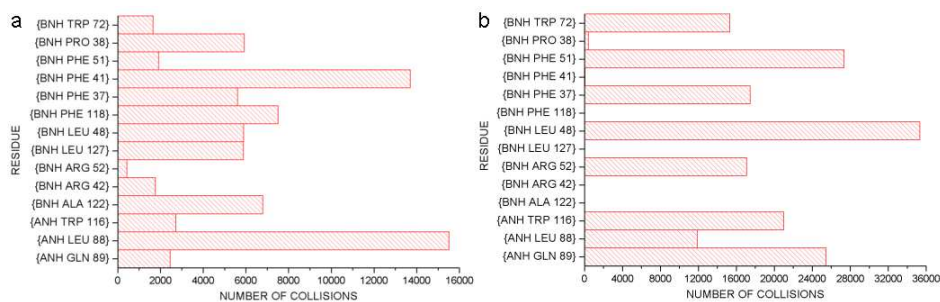 a
{BNH TRP 72}
{BNH PRO 38}
{BNH PHE 51}
{BNH PHE 41}
{BNH PHE 37}
{BNH PHE 118}
{BNH LEU 48}
{BNH LEU 127}
{BNH ARG 52}
{BNH ARG 42}
{BNH ALA 122}
{ANH TRP 116}
{ANH LEU 88}
{ANH GLN 89}
RESIDUE
0 2000 4000 6000 8000 10000 12000 14000 16000
NUMBER OF COLLISIONS
b
{BNH TRP 72}
{BNH PRO 38}
{BNH PHE 51}
{BNH PHE 41}
{BNH PHE 37}
{BNH PHE 118}
{BNH LEU 48}
{BNH LEU 127}
{BNH ARG 52}
{BNH ARG 42}
{BNH ALA 122}
{ANH TRP 116}
{ANH LEU 88}
{ANH GLN 89}
RESIDUE
0 4000 8000 12000 16000 20000 24000 28000 32000 36000
NUMBER OF COLLISIONS